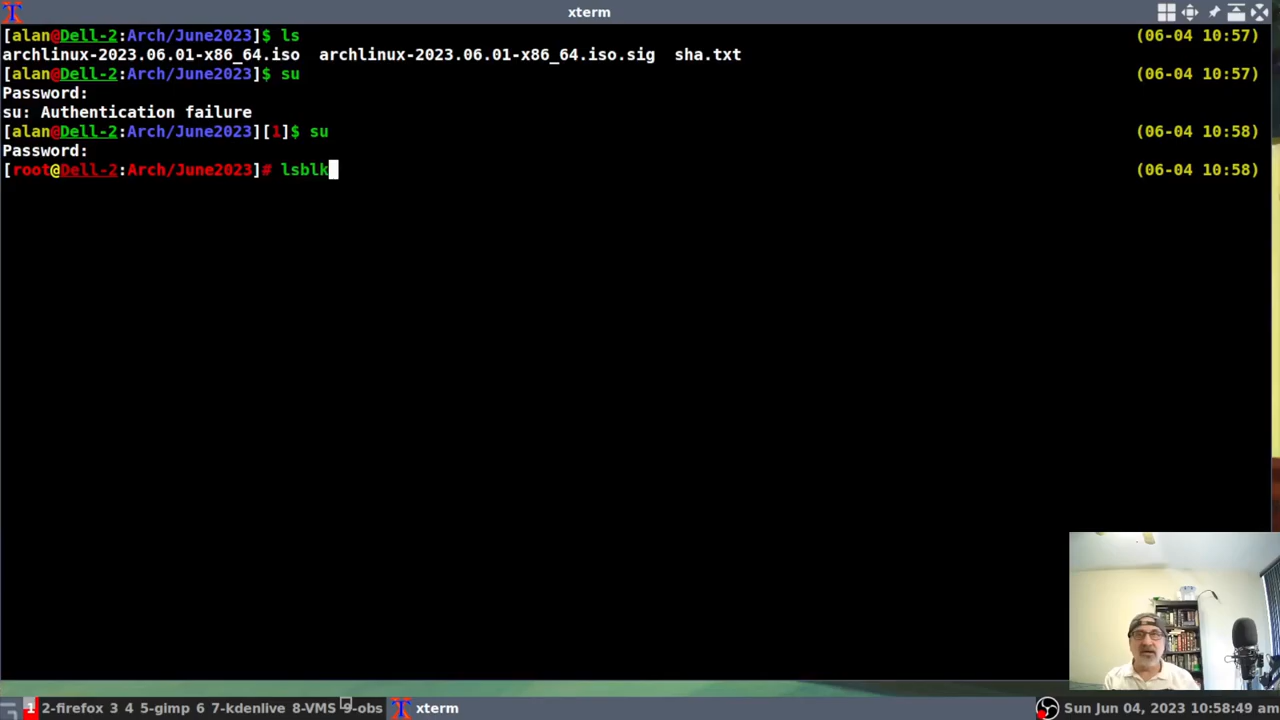 xterm
[alan@Dell-2:Arch/June2023]$ ls (06-04 10:57)
archlinux-2023.06.01-x86_64.iso archlinux-2023.06.01-x86_64.iso.sig sha.txt
[alan@Dell-2:Arch/June2023]$ su (06-04 10:57)
Password:
su: Authentication failure
[alan@Dell-2:Arch/June2023][1]$ su (06-04 10:58)
Password:
[root@Dell-2:Arch/June2023]# lsblk (06-04 10:58)
1 2-firefox 3 4 5-gimp 6 7-kdenlive 8-VMS 9-obs xterm Sun Jun 04, 2023 10:58:49 am